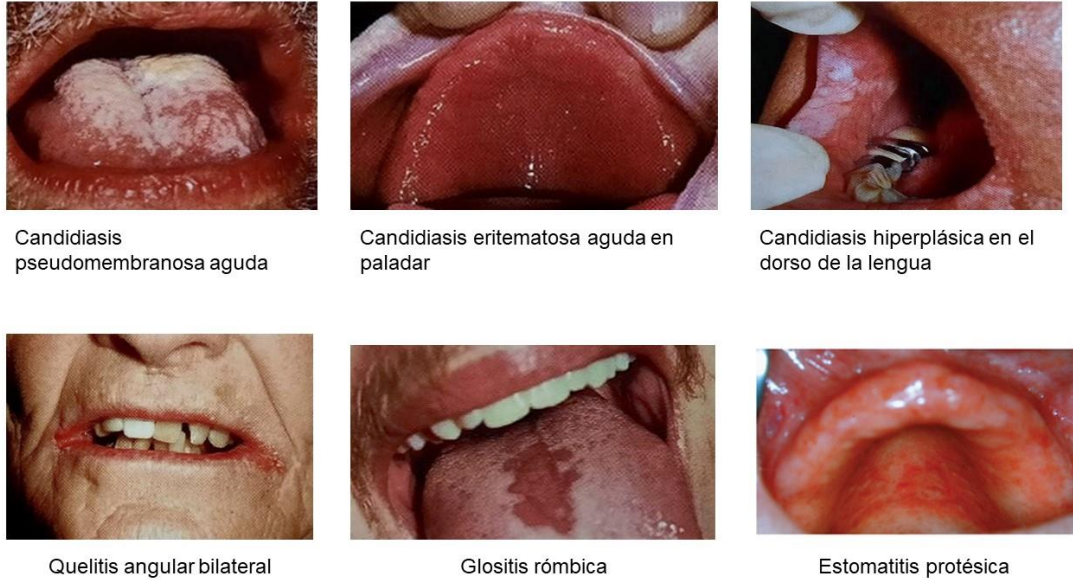 Candidiasis
pseudomembranosa aguda
Candidiasis eritematosa aguda en
paladar
Candidiasis hiperplásica en el
dorso de la lengua
Quelitis angular bilateral
Glositis rómbica
Estomatitis protésica